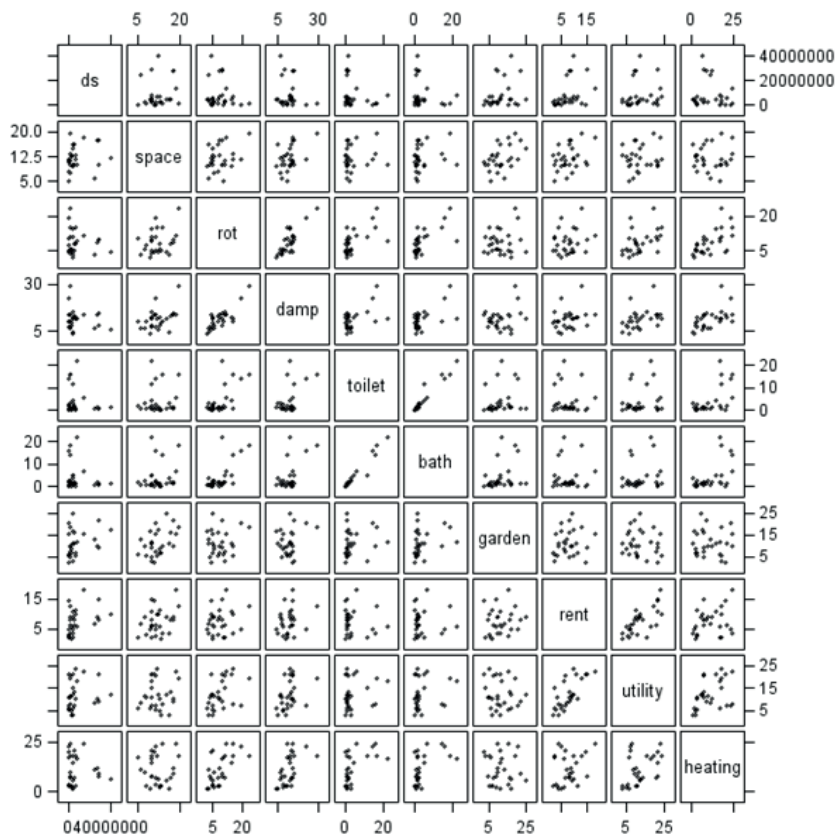 5 20 5 30 0 20 5 15 0 25
ds 40000000
20000000
0
20.0
12.5 space
5.0
rot 20
5
30 damp
5
toilet 20
10
0
20 bath
10
0
garden 25
15
5
15 rent
5
utility 25
15
5
25 heating
0
040000000 5 20 0 20 5 25 5 25